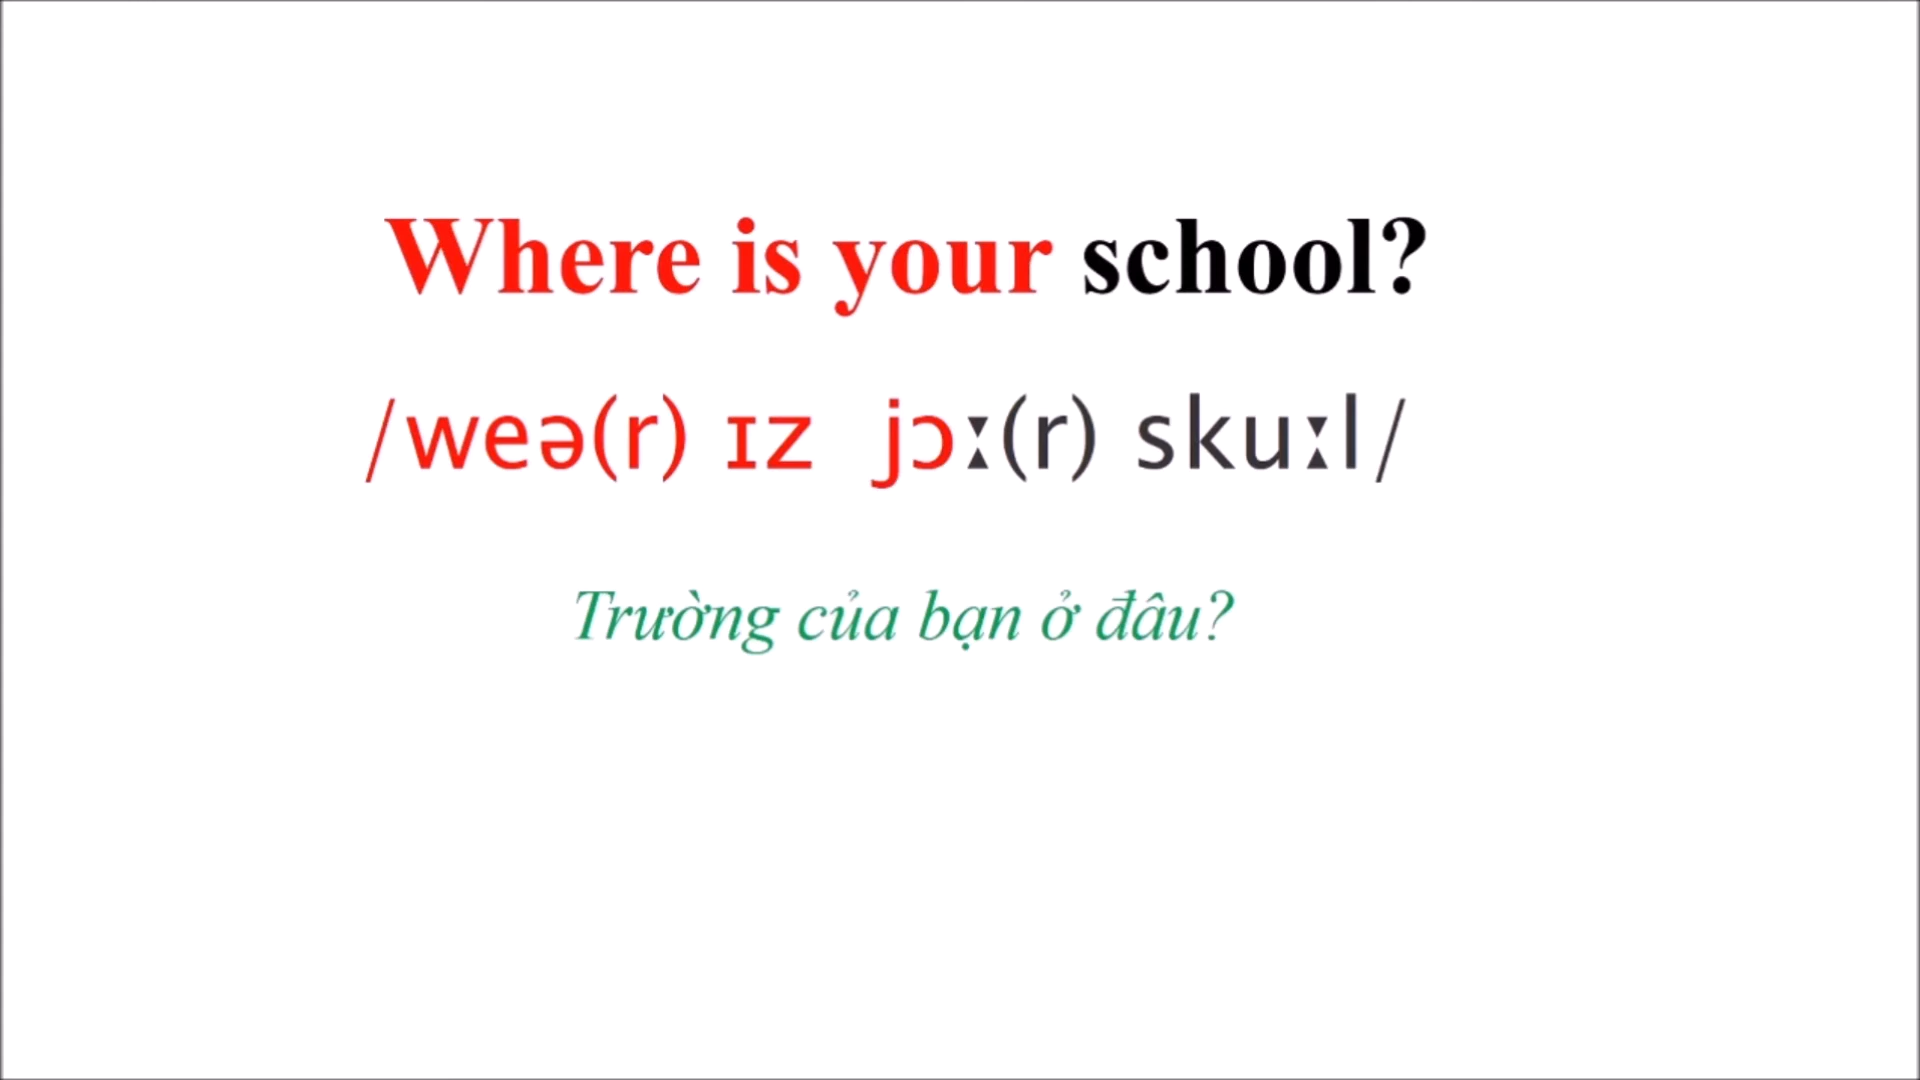 Where is your school?
/weə(r) ɪz jɔː(r) skuːl/
Trường của bạn ở đâu?